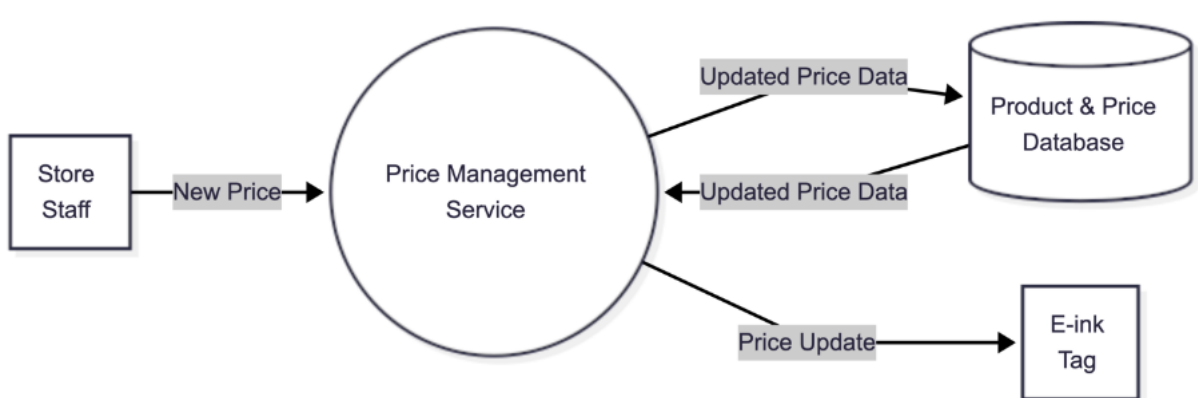 Store
Staff
New Price
Price Management
Service
Updated Price Data
Updated Price Data
Product & Price
Database
Price Update
E-ink
Tag